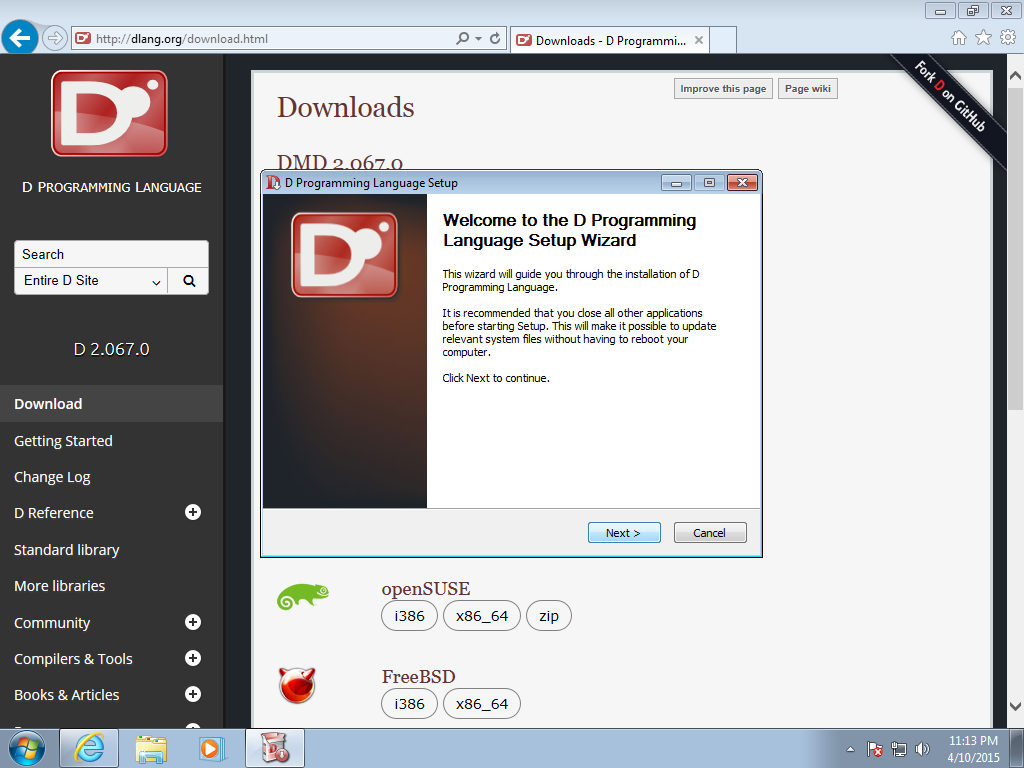 http://dlang.org/download.html
Downloads - D Programmi...
D PROGRAMMING LANGUAGE
Search
Entire D Site
D 2.067.0
Download
Getting Started
Change Log
D Reference
Standard library
More libraries
Community
Compilers & Tools
Books & Articles
Improve this page
Page wiki
Fork D on GitHub
Downloads
DMD 2.067.0
D Programming Language Setup
Welcome to the D Programming
Language Setup Wizard
This wizard will guide you through the installation of D
Programming Language.
It is recommended that you close all other applications
before starting Setup. This will make it possible to update
relevant system files without having to reboot your
computer.
Click Next to continue.
Next >
Cancel
openSUSE
i386
x86_64
zip
FreeBSD
i386
x86_64
11:13 PM
4/10/2015